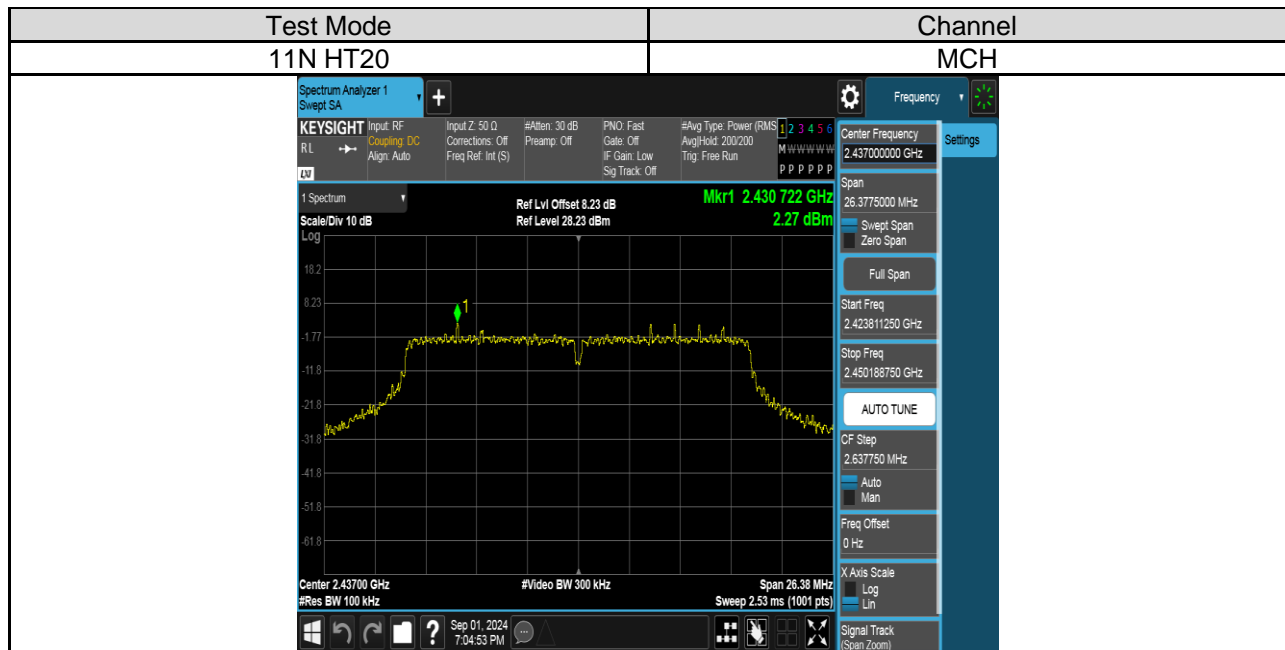 Test Mode
Channel
11N HT20
MCH
Spectrum Analyzer 1
Swept SA
+
Frequency
KEYSIGHT
RL
LXI
Input: RF
Coupling: DC
Align: Auto
Input Z: 50 Ω
Corrections: Off
Freq Ref: Int (S)
#Atten: 30 dB
Preamp: Off
PNO: Fast
Gate: Off
IF Gain: Low
Sig Track: Off
#Avg Type: Power (RMS
Avg|Hold: 200/200
Trig: Free Run
1 2 3 4 5 6
M W W W W W
P P P P P P
1 Spectrum
Scale/Div 10 dB
Log
Ref Lvl Offset 8.23 dB
Ref Level 28.23 dBm
Mkr1 2.430 722 GHz
2.27 dBm
18.2
8.23
-1.77
-11.8
-21.8
-31.8
-41.8
-51.8
-61.8
1
Center 2.43700 GHz
#Res BW 100 kHz
#Video BW 300 kHz
Span 26.38 MHz
Sweep 2.53 ms (1001 pts)
?
Sep 01, 2024
7:04:53 PM
Center Frequency
2.437000000 GHz
Settings
Span
26.3775000 MHz
Swept Span
Zero Span
Full Span
Start Freq
2.423811250 GHz
Stop Freq
2.450188750 GHz
AUTO TUNE
CF Step
2.637750 MHz
Auto
Man
Freq Offset
0 Hz
X Axis Scale
Log
Lin
Signal Track
(Span Zoom)